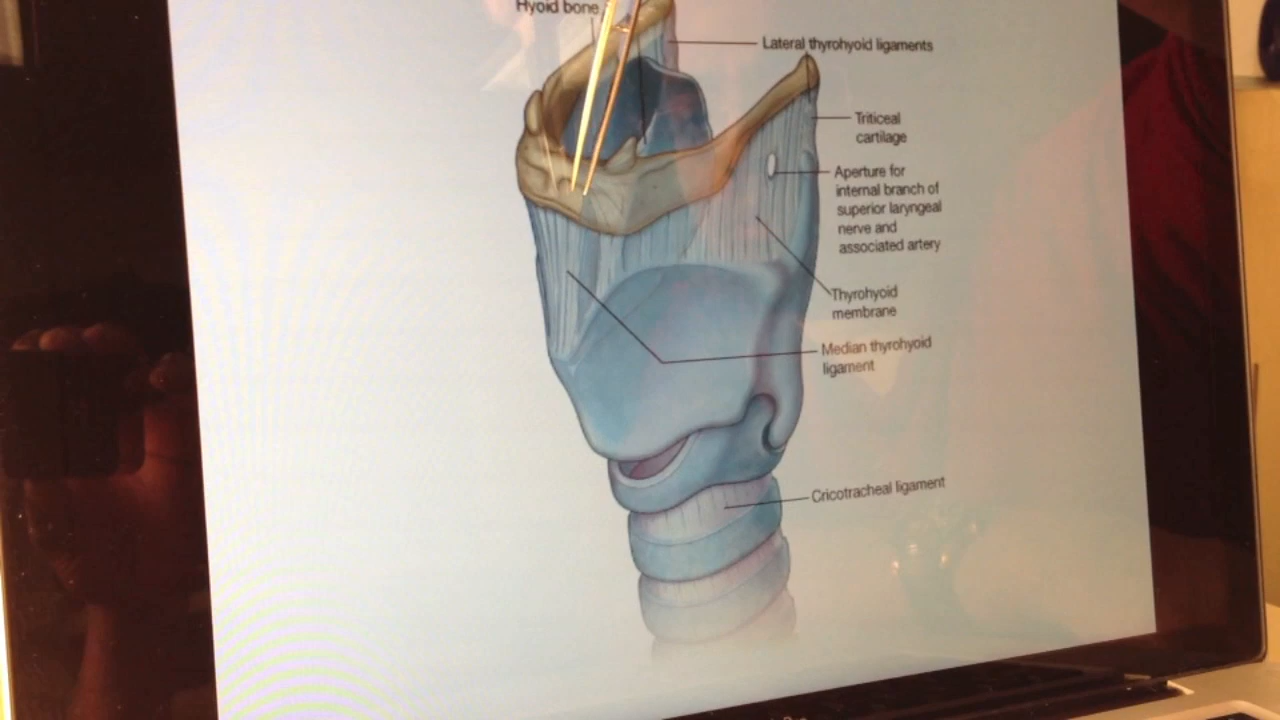 Hyoid bone
Lateral thyrohyoid ligaments
Triticeal
cartilage
Aperture for
internal branch of
superior laryngeal
nerve and
associated artery
Thyrohyoid
membrane
Median thyrohyoid
ligament
Cricotracheal ligament